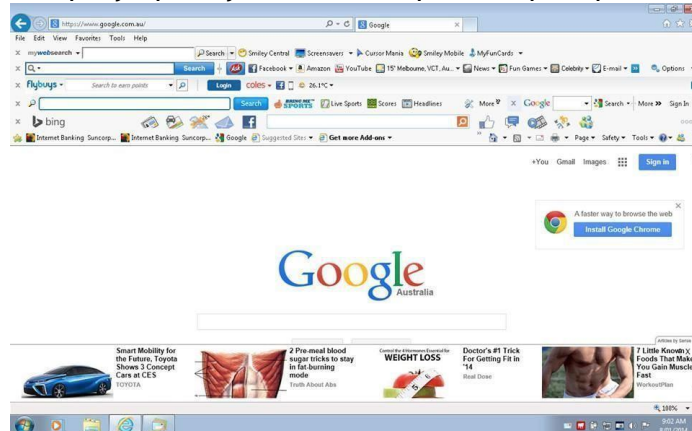 https://www.google.com.au/
Google
File Edit View Favorites Tools Help
mywebsearch
Search Smiley Central Screensavers Cursor Mania Smiley Mobile MyFunCards
Search Facebook Amazon YouTube 15° Melbourne, VCT, Au... News Fun Games Celebrity E-mail Options
flybuys Search to earn points Login coles 26.1°C
Search BRING ME SPORTS Live Sports Scores Headlines More Google Search More » Sign In
bing
Internet Banking Suncorp... Internet Banking Suncorp... Google Suggested Sites Get more Add-ons Page Safety Tools
+You Gmail Images Sign in
A faster way to browse the web
Install Google Chrome
Google
Australia
Smart Mobility for
the Future, Toyota
Shows 3 Concept
Cars at CES
TOYOTA
2 Pre-meal blood
sugar tricks to stay
in fat-burning
mode
Truth About Abs
WEIGHT LOSS
Doctor's #1 Trick
For Getting Fit in
'14
Read Dose
7 Little Known
Foods That Make
You Gain Muscle
Fast
WorkoutPlan
100%
9:02 AM